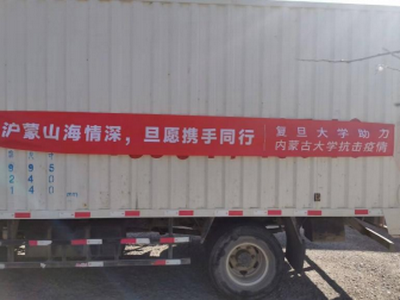 沪蒙山海情深，旦愿携手同行
复旦大学助力
内蒙古大学抗击疫情